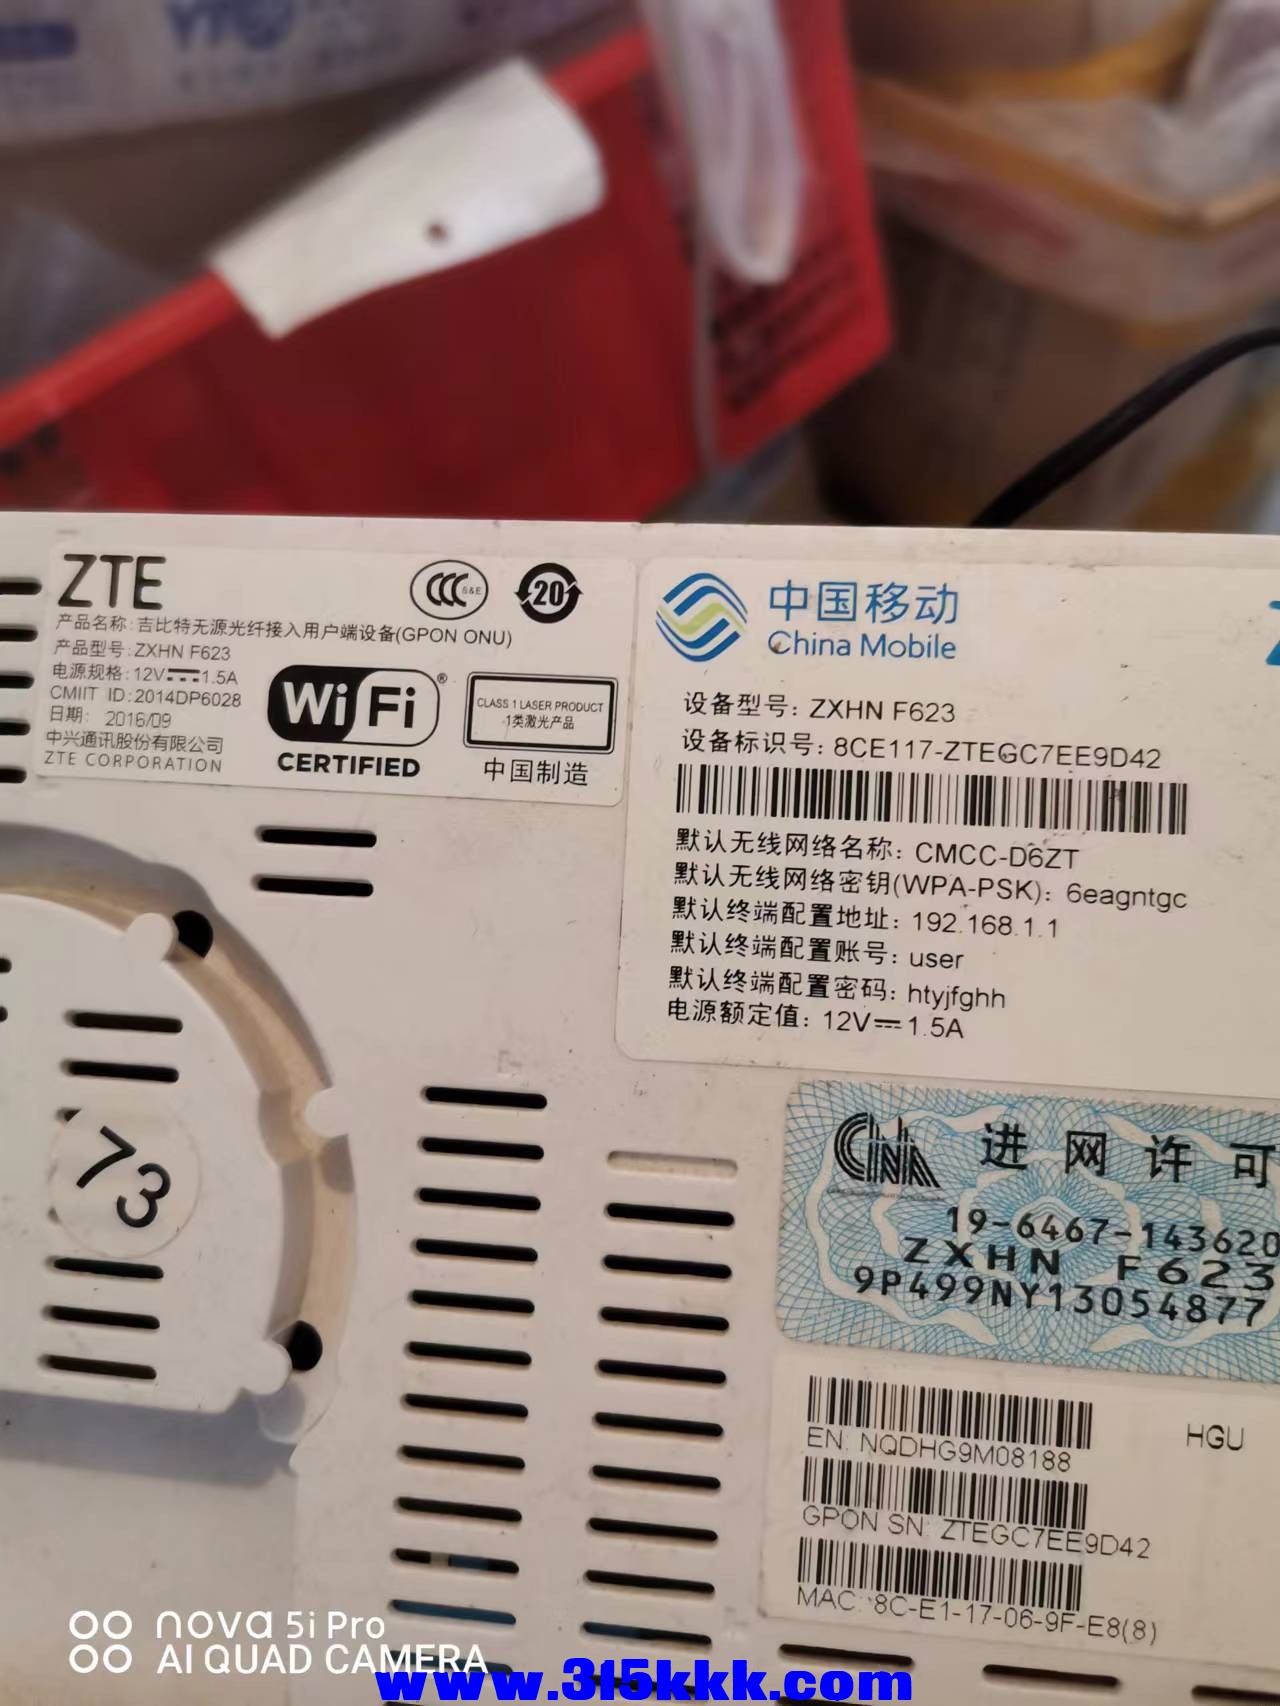 ZTE
CCC S&E
20
产品名称:吉比特无源光纤接入用户端设备(GPON ONU)
产品型号:ZXHN F623
电源规格:12V⎓1.5A
CMIIT ID:2014DP6028
日期: 2016/09
中兴通讯股份有限公司
ZTE CORPORATION
Wi Fi®
CERTIFIED
CLASS 1 LASER PRODUCT
1类激光产品
中国制造
中国移动
China Mobile
设备型号: ZXHN F623
设备标识号: 8CE117-ZTEGC7EE9D42
默认无线网络名称: CMCC-D6ZT
默认无线网络密钥(WPA-PSK): 6eagntgc
默认终端配置地址: 192.168.1.1
默认终端配置账号: user
默认终端配置密码: htyjfghh
电源额定值: 12V⎓1.5A
73
进网许可
19-6467-143620
ZXHN F623
9P499NY13054877
EN: NQDHG9M08188
HGU
GPON SN: ZTEGC7EE9D42
MAC: 8C-E1-17-06-9F-E8(8)
nova 5i Pro
AI QUAD CAMERA
www.315kkk.com